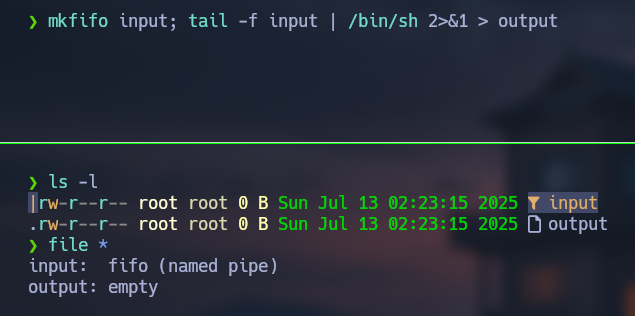 ❯ mkfifo input; tail -f input | /bin/sh 2>&1 > output
❯ ls -l
|rw-r--r-- root root 0 B Sun Jul 13 02:23:15 2025 input
.rw-r--r-- root root 0 B Sun Jul 13 02:23:15 2025 output
❯ file *
input:  fifo (named pipe)
output: empty